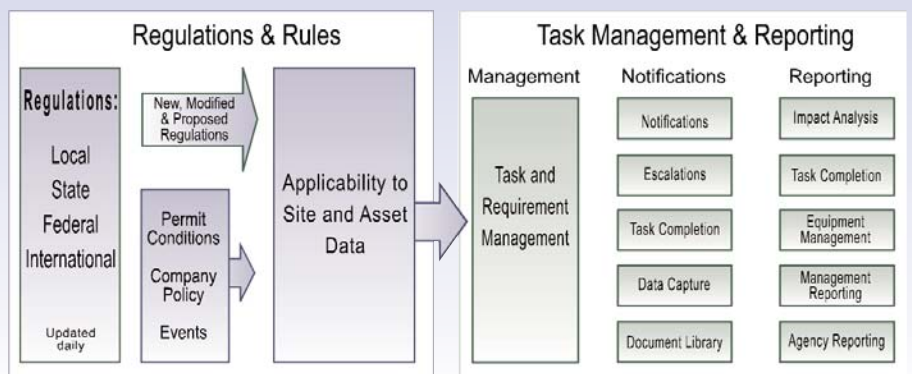 Regulations & Rules
Regulations:
Local
State
Federal
International
Updated
daily
New, Modified
& Proposed
Regulations
Permit
Conditions
Company
Policy
Events
Applicability to
Site and Asset
Data
Task Management & Reporting
Management
Task and
Requirement
Management
Notifications
Notifications
Escalations
Task Completion
Data Capture
Document Library
Reporting
Impact Analysis
Task Completion
Equipment
Management
Management
Reporting
Agency Reporting